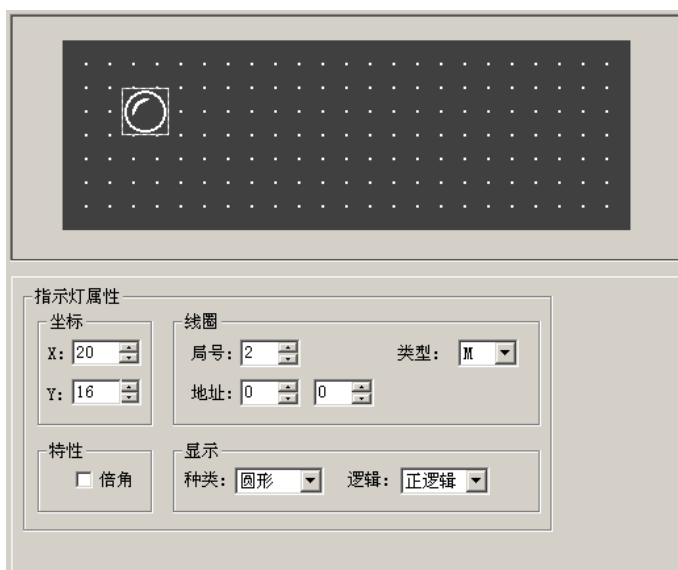 指示灯属性
坐标
X: 20
Y: 16
线圈
局号: 2
类型: M
地址: 0 0
特性
倍角
显示
种类: 圆形
逻辑: 正逻辑